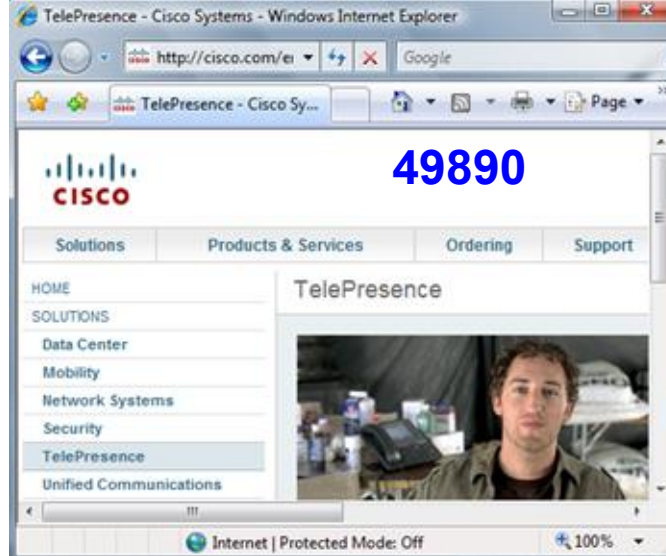 TelePresence - Cisco Systems - Windows Internet Explorer
http://cisco.com/ Google
TelePresence - Cisco Sy... Page
49890
CISCO
Solutions Products & Services Ordering Support
HOME
TelePresence
SOLUTIONS
Data Center
Mobility
Network Systems
Security
TelePresence
Unified Communications
Internet | Protected Mode: Off 100%